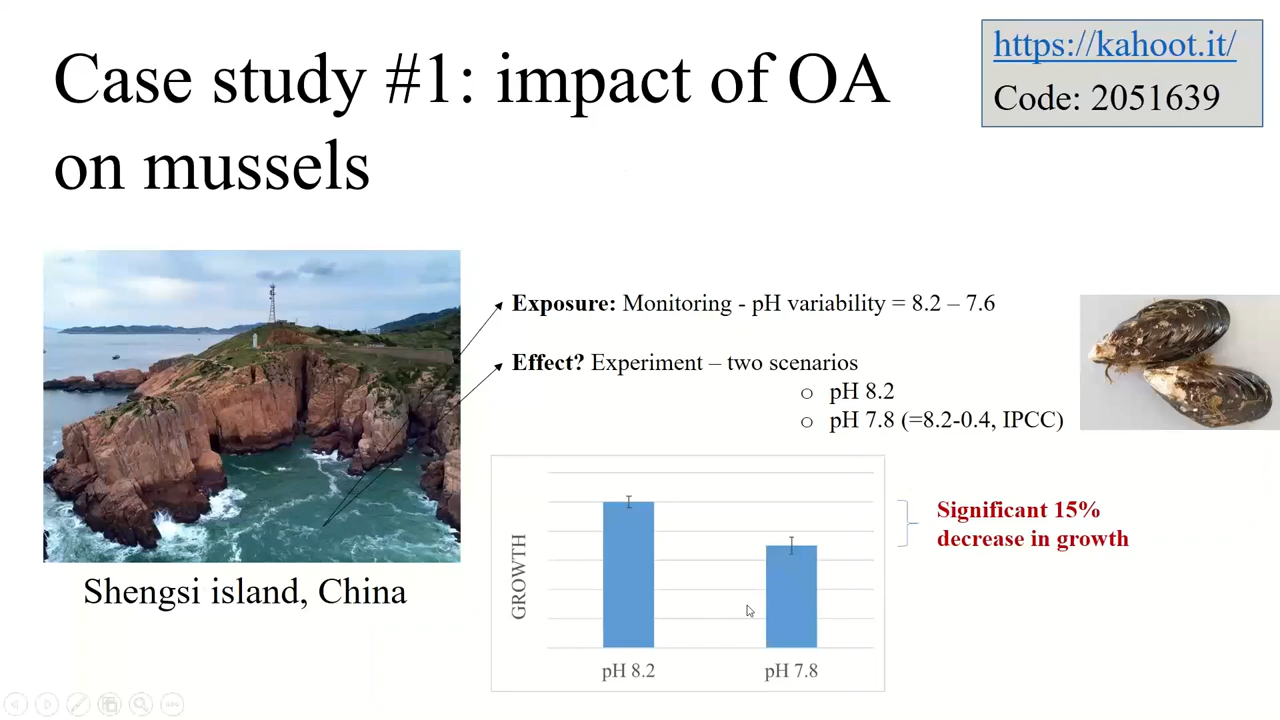 Case study #1: impact of OA
on mussels
https://kahoot.it/
Code: 2051639
Exposure: Monitoring - pH variability = 8.2 – 7.6
Effect? Experiment – two scenarios
○ pH 8.2
○ pH 7.8 (=8.2-0.4, IPCC)
Significant 15%
decrease in growth
GROWTH
pH 8.2
pH 7.8
Shengsi island, China